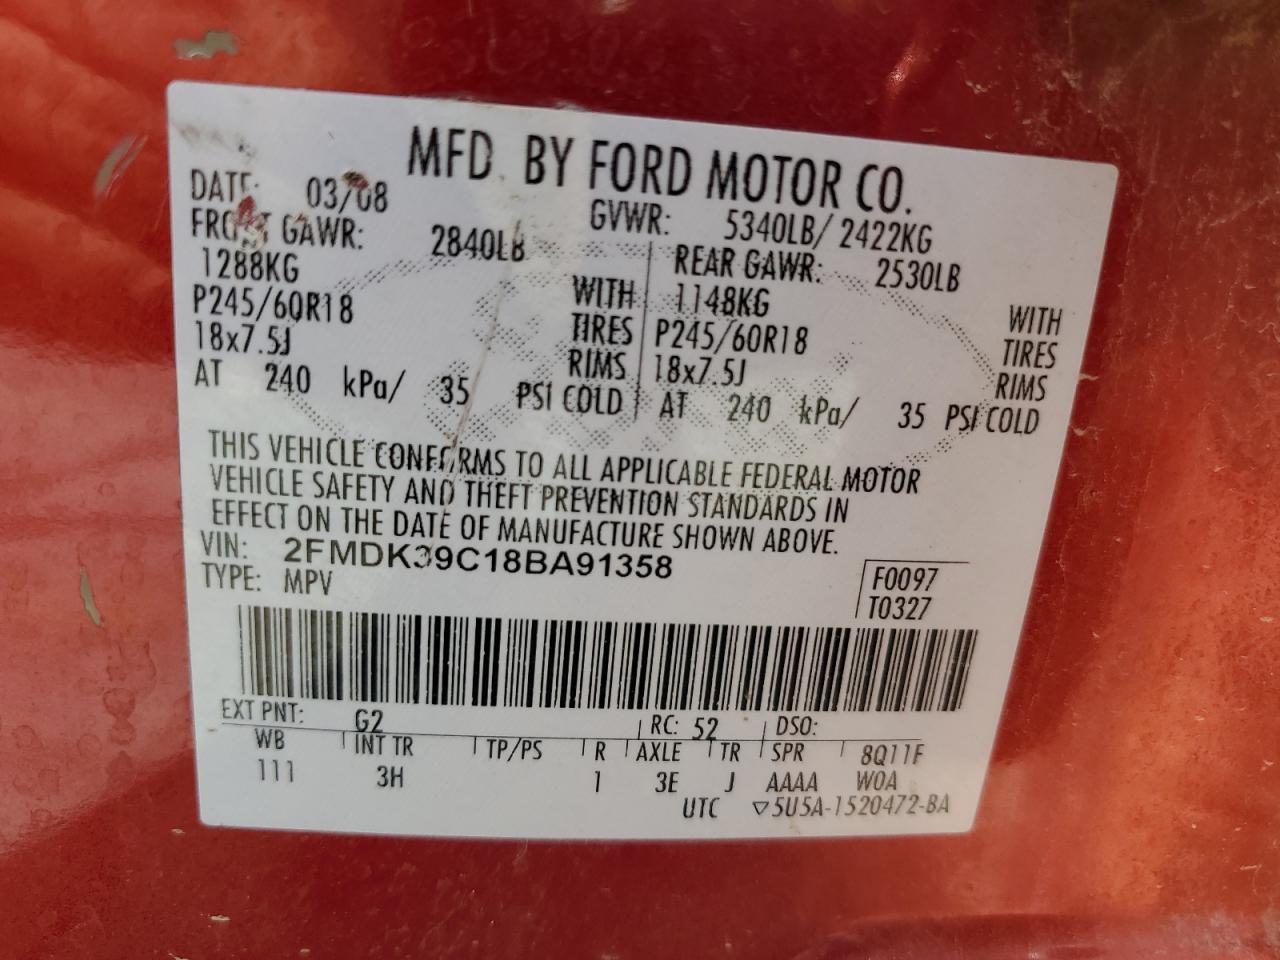 MFD. BY FORD MOTOR CO.
DATE: 03/08 GVWR: 5340LB/ 2422KG
FRONT GAWR: 2840LB REAR GAWR: 2530LB
1288KG WITH 1148KG WITH
P245/60R18 TIRES P245/60R18 TIRES
18x7.5J RIMS 18x7.5J RIMS
AT 240 kPa/ 35 PSI COLD AT 240 kPa/ 35 PSI COLD
THIS VEHICLE CONFORMS TO ALL APPLICABLE FEDERAL MOTOR
VEHICLE SAFETY AND THEFT PREVENTION STANDARDS IN
EFFECT ON THE DATE OF MANUFACTURE SHOWN ABOVE.
VIN: 2FMDK39C18BA91358
TYPE: MPV F0097
T0327
EXT PNT: G2 RC: 52 DSO:
WB INT TR TP/PS R AXLE TR SPR 8Q11F
111 3H 1 3E J AAAA W0A
UTC ▽5U5A-1520472-BA